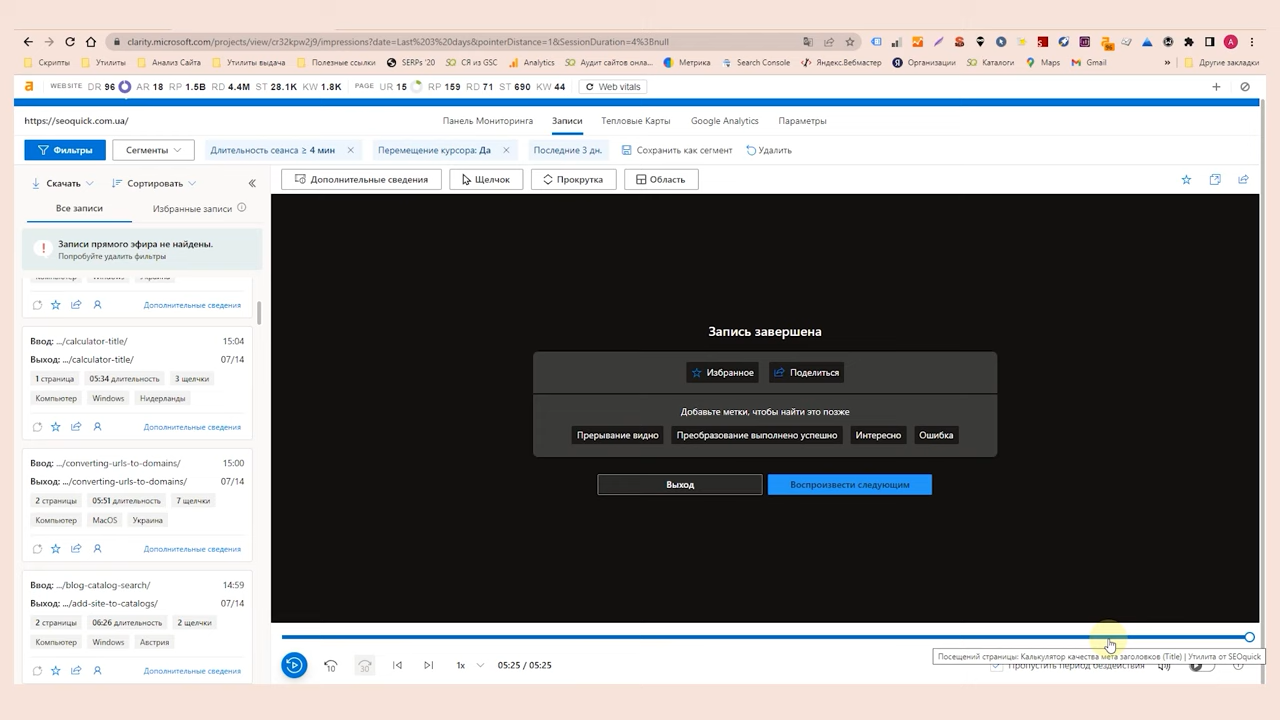 clarity.microsoft.com/projects/view/cr32kpw2j9/impressions?date=Last%203%20days&pointerDistance=1&SessionDuration=4%3Bnull
Скрипты Утилиты Анализ Сайта Утилиты выдача Полезные ссылки SERPs '20 CR из GSC Analytics Аудит сайтов онла... Метрика Search Console Яндекс.Вебмастер Организации Каталоги Maps Gmail » Другие закладки
WEBSITE DR 96 AR 18 RP 1.5B RD 4.4M ST 28.1K KW 1.8K PAGE UR 15 RP 159 RD 71 ST 690 KW 44 Web vitals
https://seoquick.com.ua/ Панель Мониторинга Записи Тепловые Карты Google Analytics Параметры
Фильтры Сегменты Длительность сеанса ≥ 4 мин Перемещение курсора: Да Последние 3 дн. Сохранить как сегмент Удалить
Скачать Сортировать Дополнительные сведения Щелчок Прокрутка Область
Все записи Избранные записи
Записи прямого эфира не найдены.
Попробуйте удалить фильтры
Компьютер Windows Украина
Дополнительные сведения
Ввод: .../calculator-title/ 15:04
Выход: .../calculator-title/ 07/14
1 страница 05:34 длительность 3 щелчки
Компьютер Windows Нидерланды
Дополнительные сведения
Ввод: .../converting-urls-to-domains/ 15:00
Выход: .../converting-urls-to-domains/ 07/14
2 страницы 05:51 длительность 7 щелчки
Компьютер MacOS Украина
Дополнительные сведения
Ввод: .../blog-catalog-search/ 14:59
Выход: .../add-site-to-catalogs/ 07/14
2 страницы 06:26 длительность 2 щелчки
Компьютер Windows Австрия
Дополнительные сведения
Запись завершена
Избранное Поделиться
Добавьте метки, чтобы найти это позже
Прерывание видно Преобразование выполнено успешно Интересно Ошибка
Выход Воспроизвести следующим
10 30 1x 05:25 / 05:25
Посещений страницы: Калькулятор качества мета заголовков (Title) | Утилита от SEOquick
Пропустить период бездействия